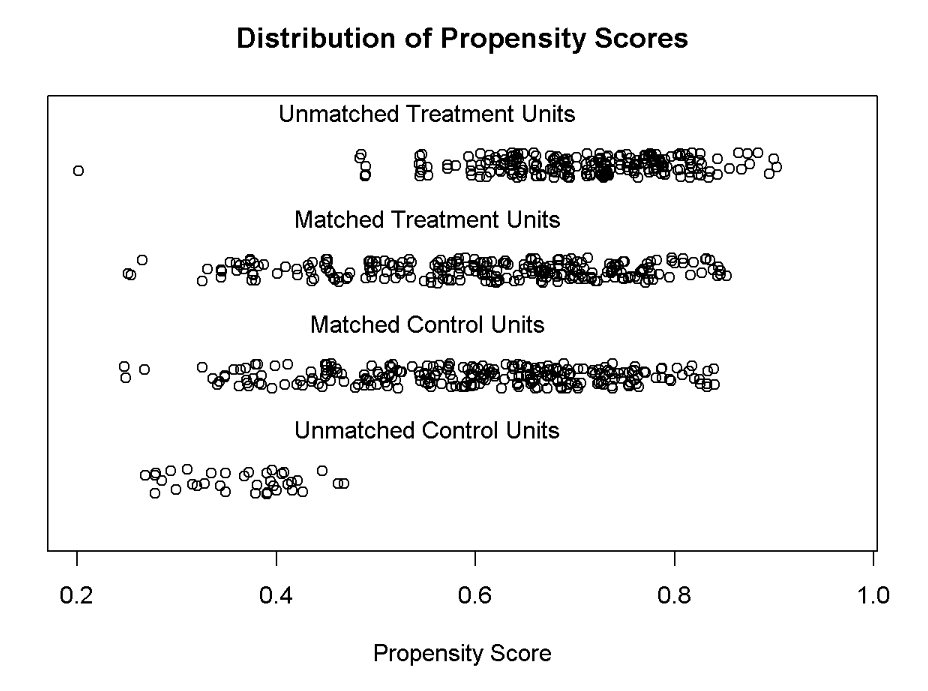 Distribution of Propensity Scores
Unmatched Treatment Units
Matched Treatment Units
Matched Control Units
Unmatched Control Units
0.2 0.4 0.6 0.8 1.0
Propensity Score